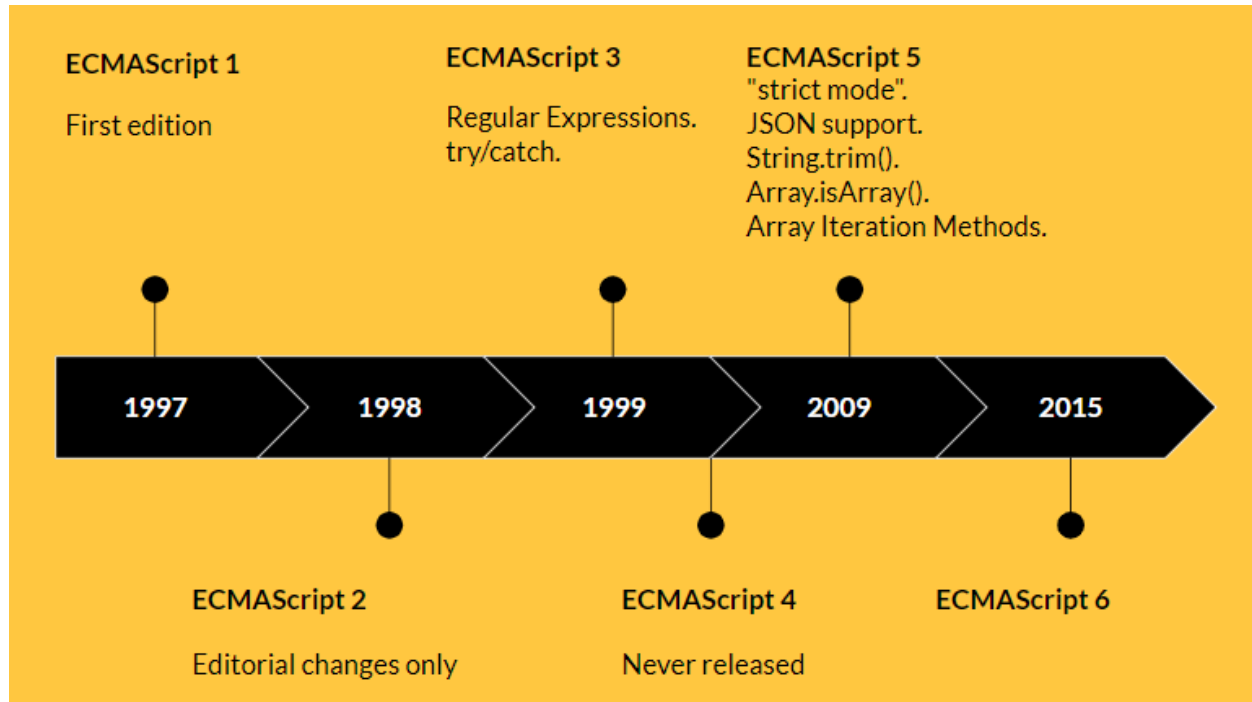 ECMAScript 1
First edition
ECMAScript 3
Regular Expressions.
try/catch.
ECMAScript 5
"strict mode".
JSON support.
String.trim().
Array.isArray().
Array Iteration Methods.
1997
1998
1999
2009
2015
ECMAScript 2
Editorial changes only
ECMAScript 4
Never released
ECMAScript 6